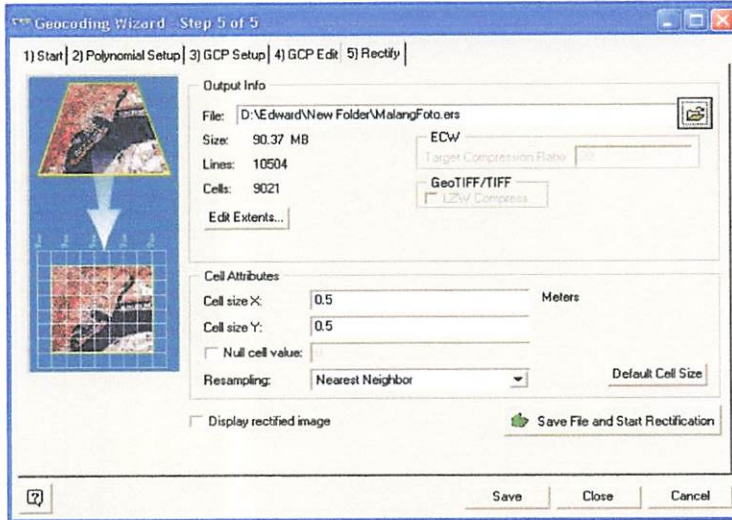 Geocoding Wizard - Step 5 of 5
1) Start 2) Polynomial Setup 3) GCP Setup 4) GCP Edit 5) Rectify
Output Info
File: D:\Edward\New Folder\MalangFoto.ers
Size: 90.37 MB
ECW
Target Compression Ratio
Lines: 10504
Cells: 9021
GeoTIFF/TIFF
LZW Compress
Edit Extents...
Cell Attributes
Cell size X: 0.5 Meters
Cell size Y: 0.5
Null cell value:
Resampling: Nearest Neighbor
Default Cell Size
Display rectified image
Save File and Start Rectification
Save Close Cancel